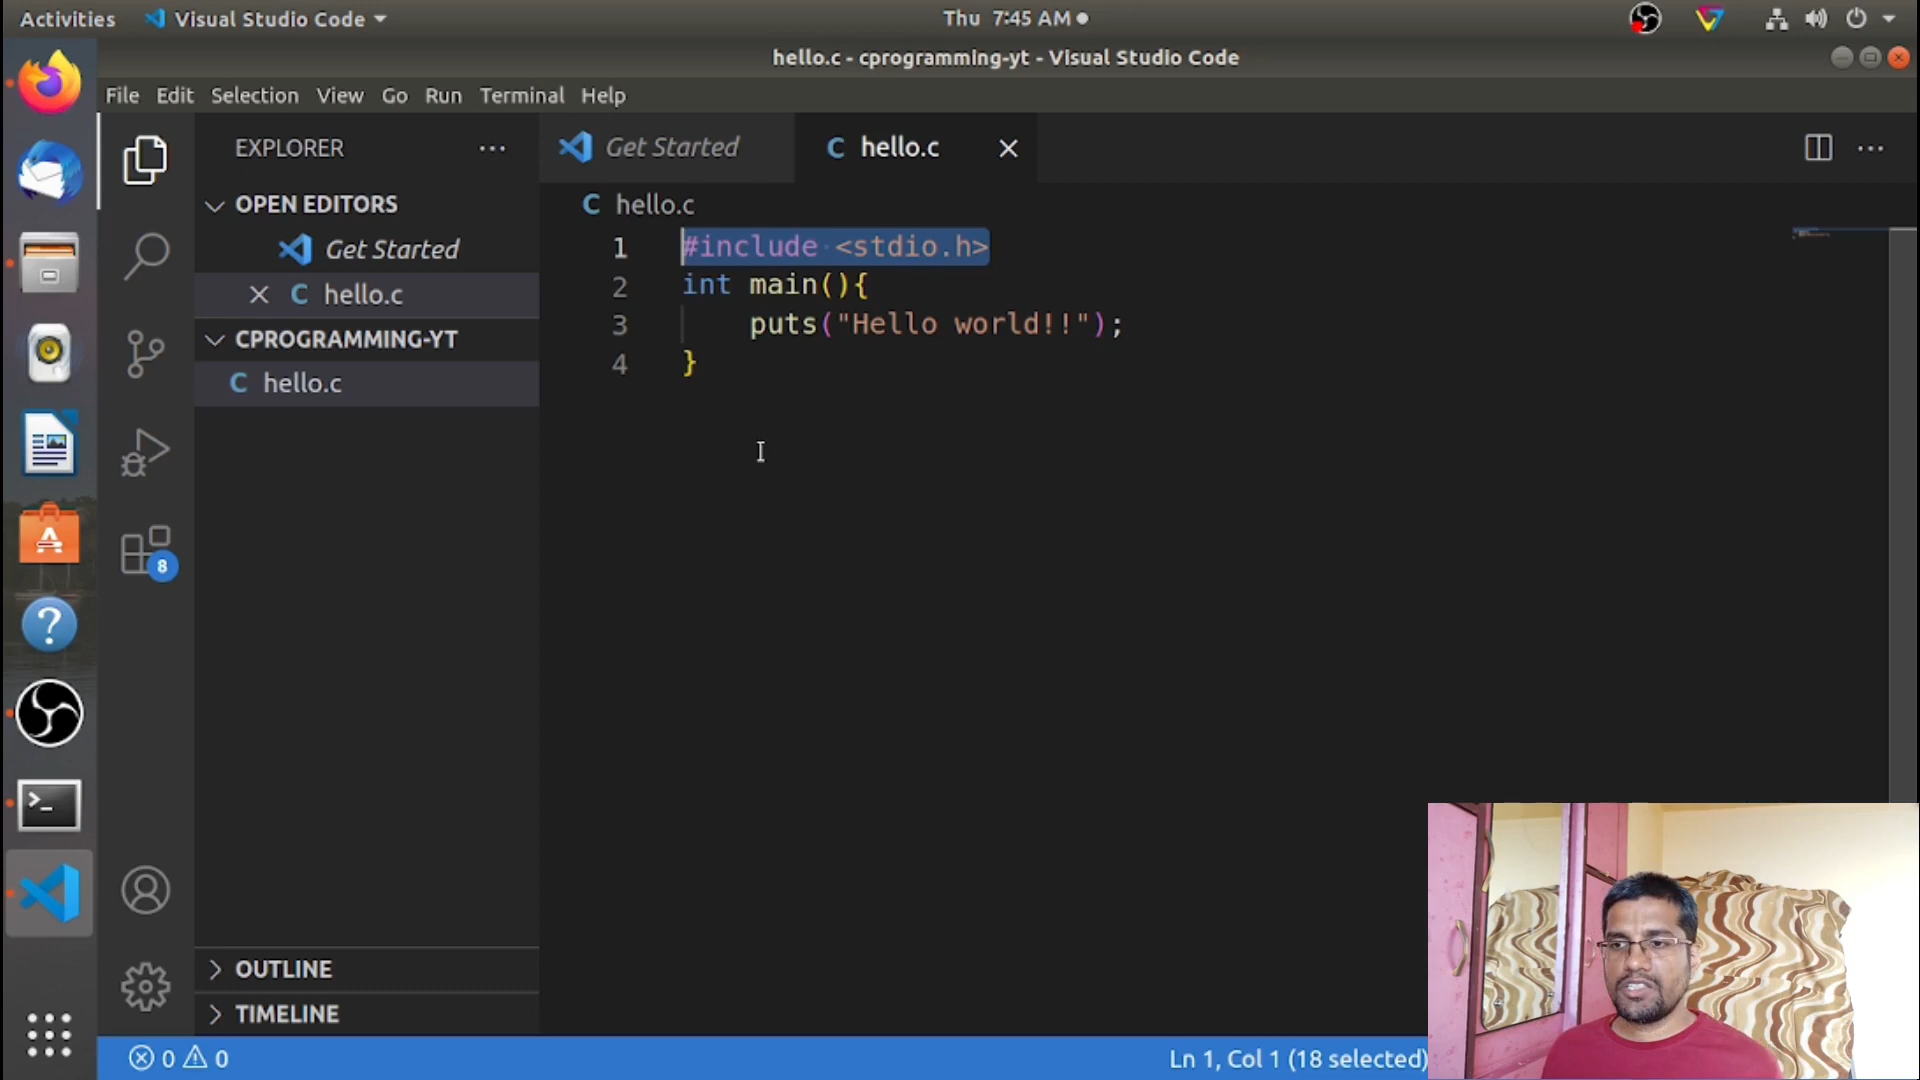 Activities Visual Studio Code Thu 7:45 AM
hello.c - cprogramming-yt - Visual Studio Code
File Edit Selection View Go Run Terminal Help
EXPLORER
Get Started
hello.c
OPEN EDITORS
Get Started
hello.c
CPROGRAMMING-YT
hello.c
OUTLINE
TIMELINE
hello.c
1 #include <stdio.h>
2 int main(){
3 puts("Hello world!!");
4 }
8
0 0
Ln 1, Col 1 (18 selected)